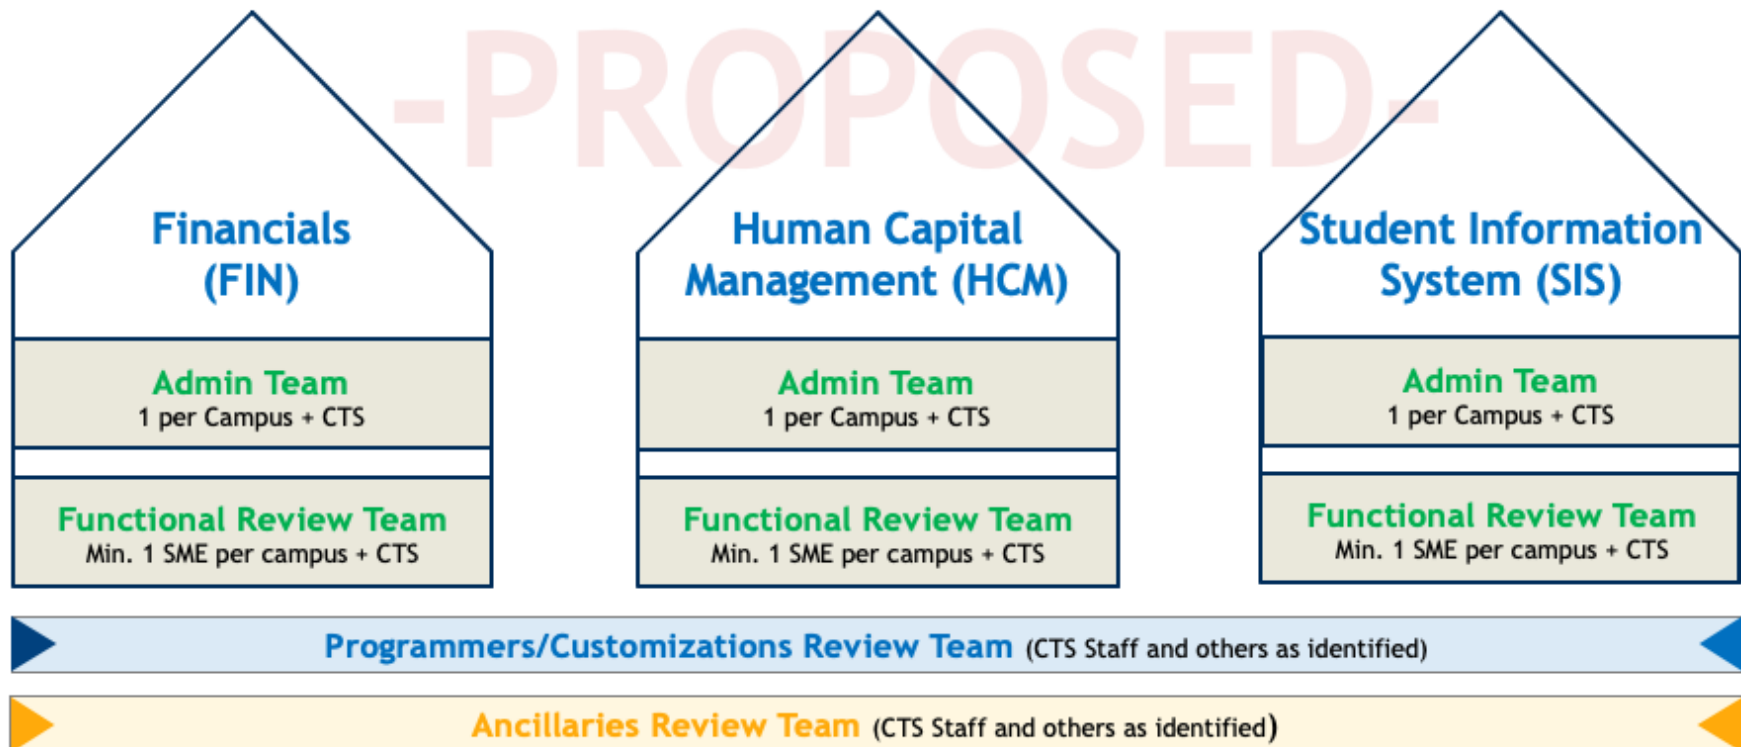 -PROPOSED-
Financials
(FIN)
Admin Team
1 per Campus + CTS
Functional Review Team
Min. 1 SME per campus + CTS
Human Capital
Management (HCM)
Admin Team
1 per Campus + CTS
Functional Review Team
Min. 1 SME per campus + CTS
Student Information
System (SIS)
Admin Team
1 per Campus + CTS
Functional Review Team
Min. 1 SME per campus + CTS
Programmers/Customizations Review Team (CTS Staff and others as identified)
Ancillaries Review Team (CTS Staff and others as identified)